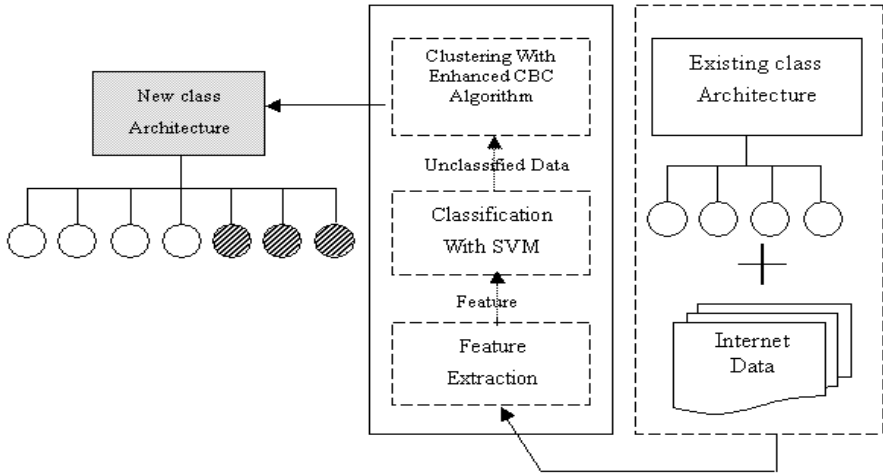 New class
Architecture
Clustering With
Enhanced CBC
Algorithm
Unclassified Data
Classification
With SVM
Feature
Feature
Extraction
Existing class
Architecture
Internet
Data